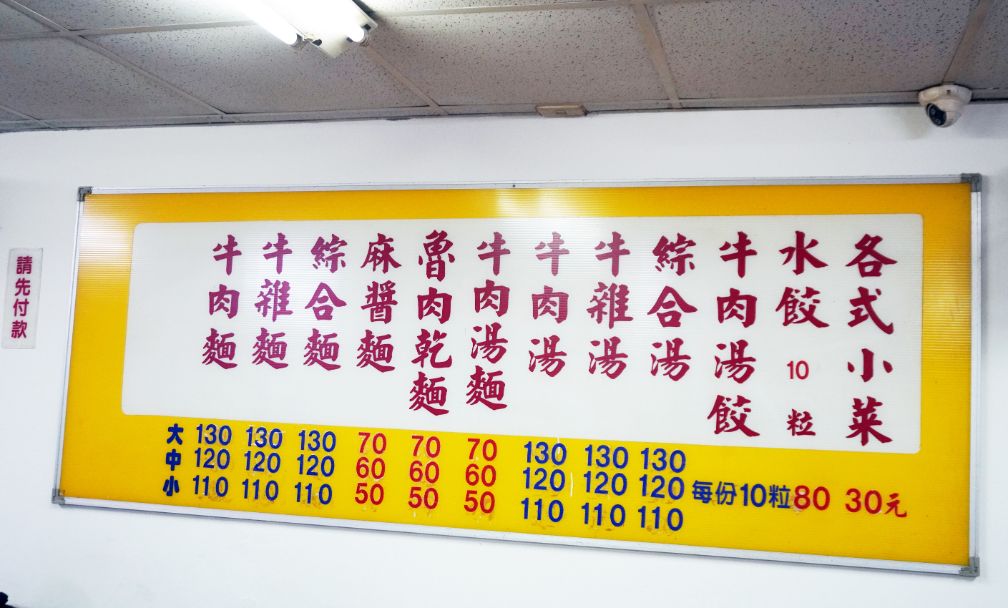 請先付款
牛肉麵
牛雜麵
綜合麵
麻醬麵
魯肉乾麵
牛肉湯麵
牛肉湯
牛雜湯
綜合湯
牛肉湯餃
水餃10粒
各式小菜
大 130 130 130 70 70 70 130 130 130
中 120 120 120 60 60 60 120 120 120 每份10粒80 30元
小 110 110 110 50 50 50 110 110 110